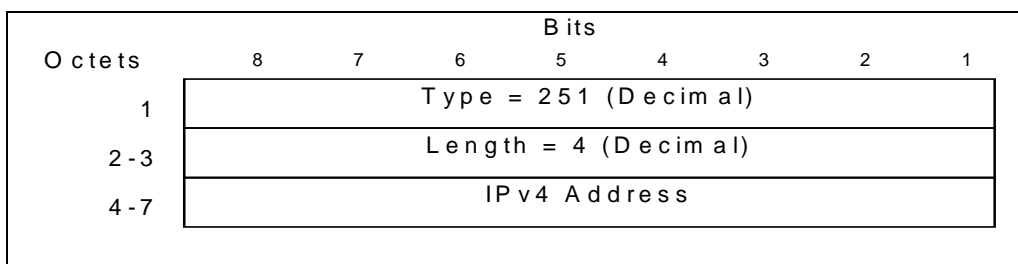 Bits
Octets 8 7 6 5 4 3 2 1
1 Type = 251 (Decimal)
2-3 Length = 4 (Decimal)
4-7 IPv4 Address